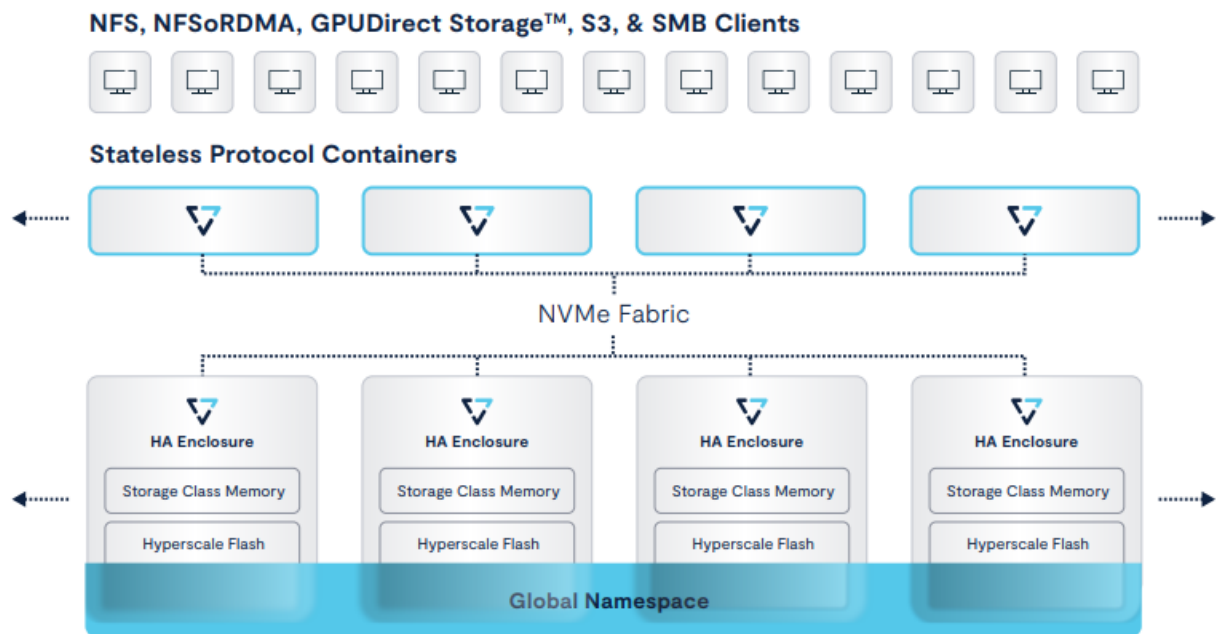 NFS, NFSoRDMA, GPUDirect Storage™, S3, & SMB Clients
Stateless Protocol Containers
NVMe Fabric
HA Enclosure HA Enclosure HA Enclosure HA Enclosure
Storage Class Memory Storage Class Memory Storage Class Memory Storage Class Memory
Hyperscale Flash Hyperscale Flash Hyperscale Flash Hyperscale Flash
Global Namespace